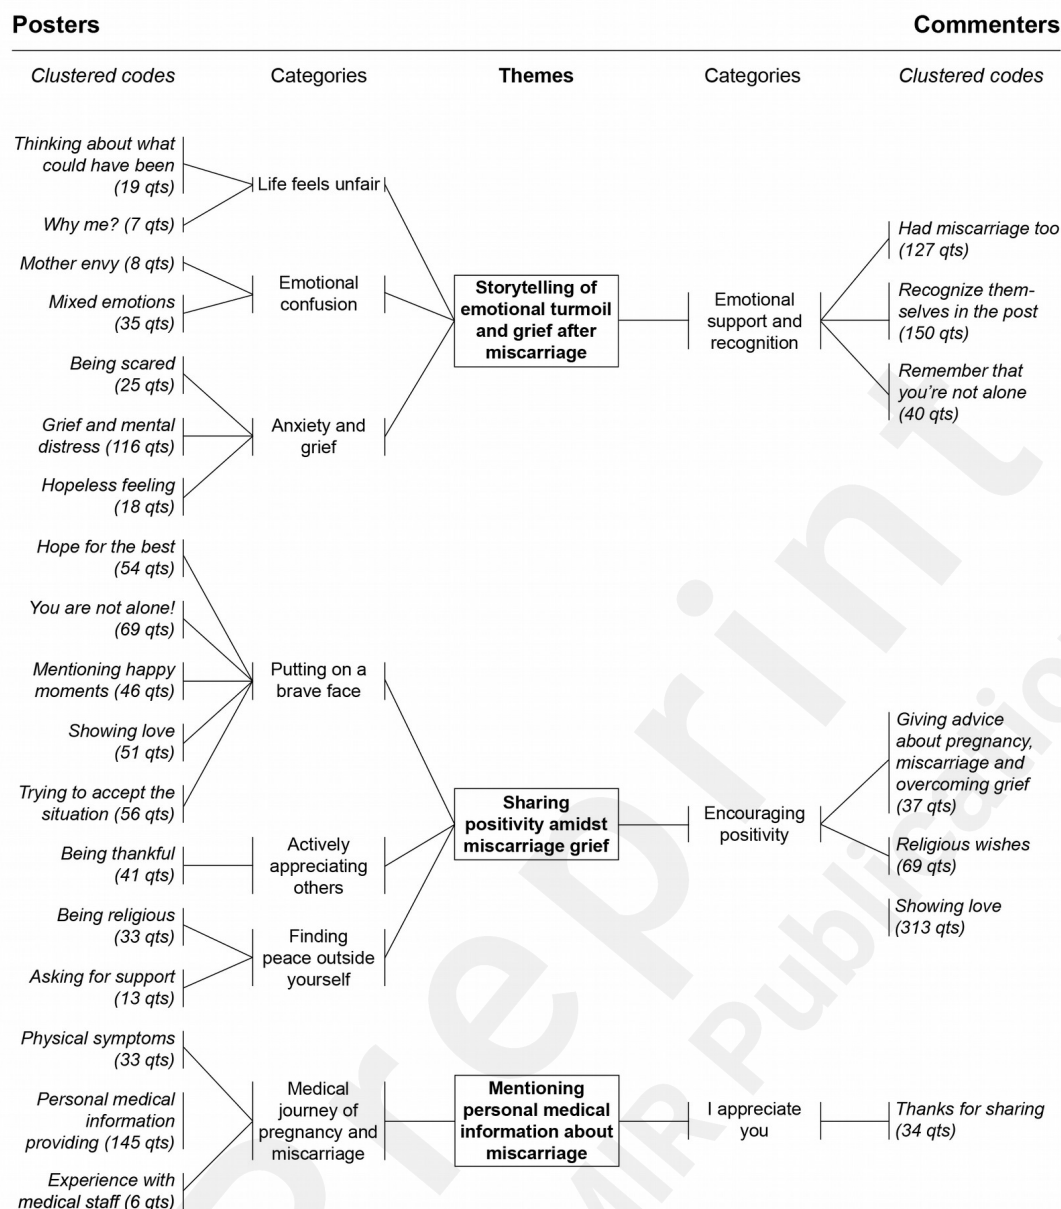 Posters
Commenters
Clustered codes
Categories
Themes
Categories
Clustered codes
Thinking about what
could have been
(19 qts)
Why me? (7 qts)
Mother envy (8 qts)
Mixed emotions
(35 qts)
Being scared
(25 qts)
Grief and mental
distress (116 qts)
Hopeless feeling
(18 qts)
Life feels unfair
Emotional
confusion
Anxiety and
grief
Storytelling of
emotional turmoil
and grief after
miscarriage
Emotional
support and
recognition
Had miscarriage too
(127 qts)
Recognize them-
selves in the post
(150 qts)
Remember that
you're not alone
(40 qts)
Hope for the best
(54 qts)
You are not alone!
(69 qts)
Mentioning happy
moments (46 qts)
Showing love
(51 qts)
Trying to accept the
situation (56 qts)
Being thankful
(41 qts)
Being religious
(33 qts)
Asking for support
(13 qts)
Putting on a
brave face
Actively
appreciating
others
Finding
peace outside
yourself
Sharing
positivity amidst
miscarriage grief
Encouraging
positivity
Giving advice
about pregnancy,
miscarriage and
overcoming grief
(37 qts)
Religious wishes
(69 qts)
Showing love
(313 qts)
Physical symptoms
(33 qts)
Personal medical
information
providing (145 qts)
Experience with
medical staff (6 qts)
Medical
journey of
pregnancy and
miscarriage
Mentioning
personal medical
information about
miscarriage
I appreciate
you
Thanks for sharing
(34 qts)
Preprint